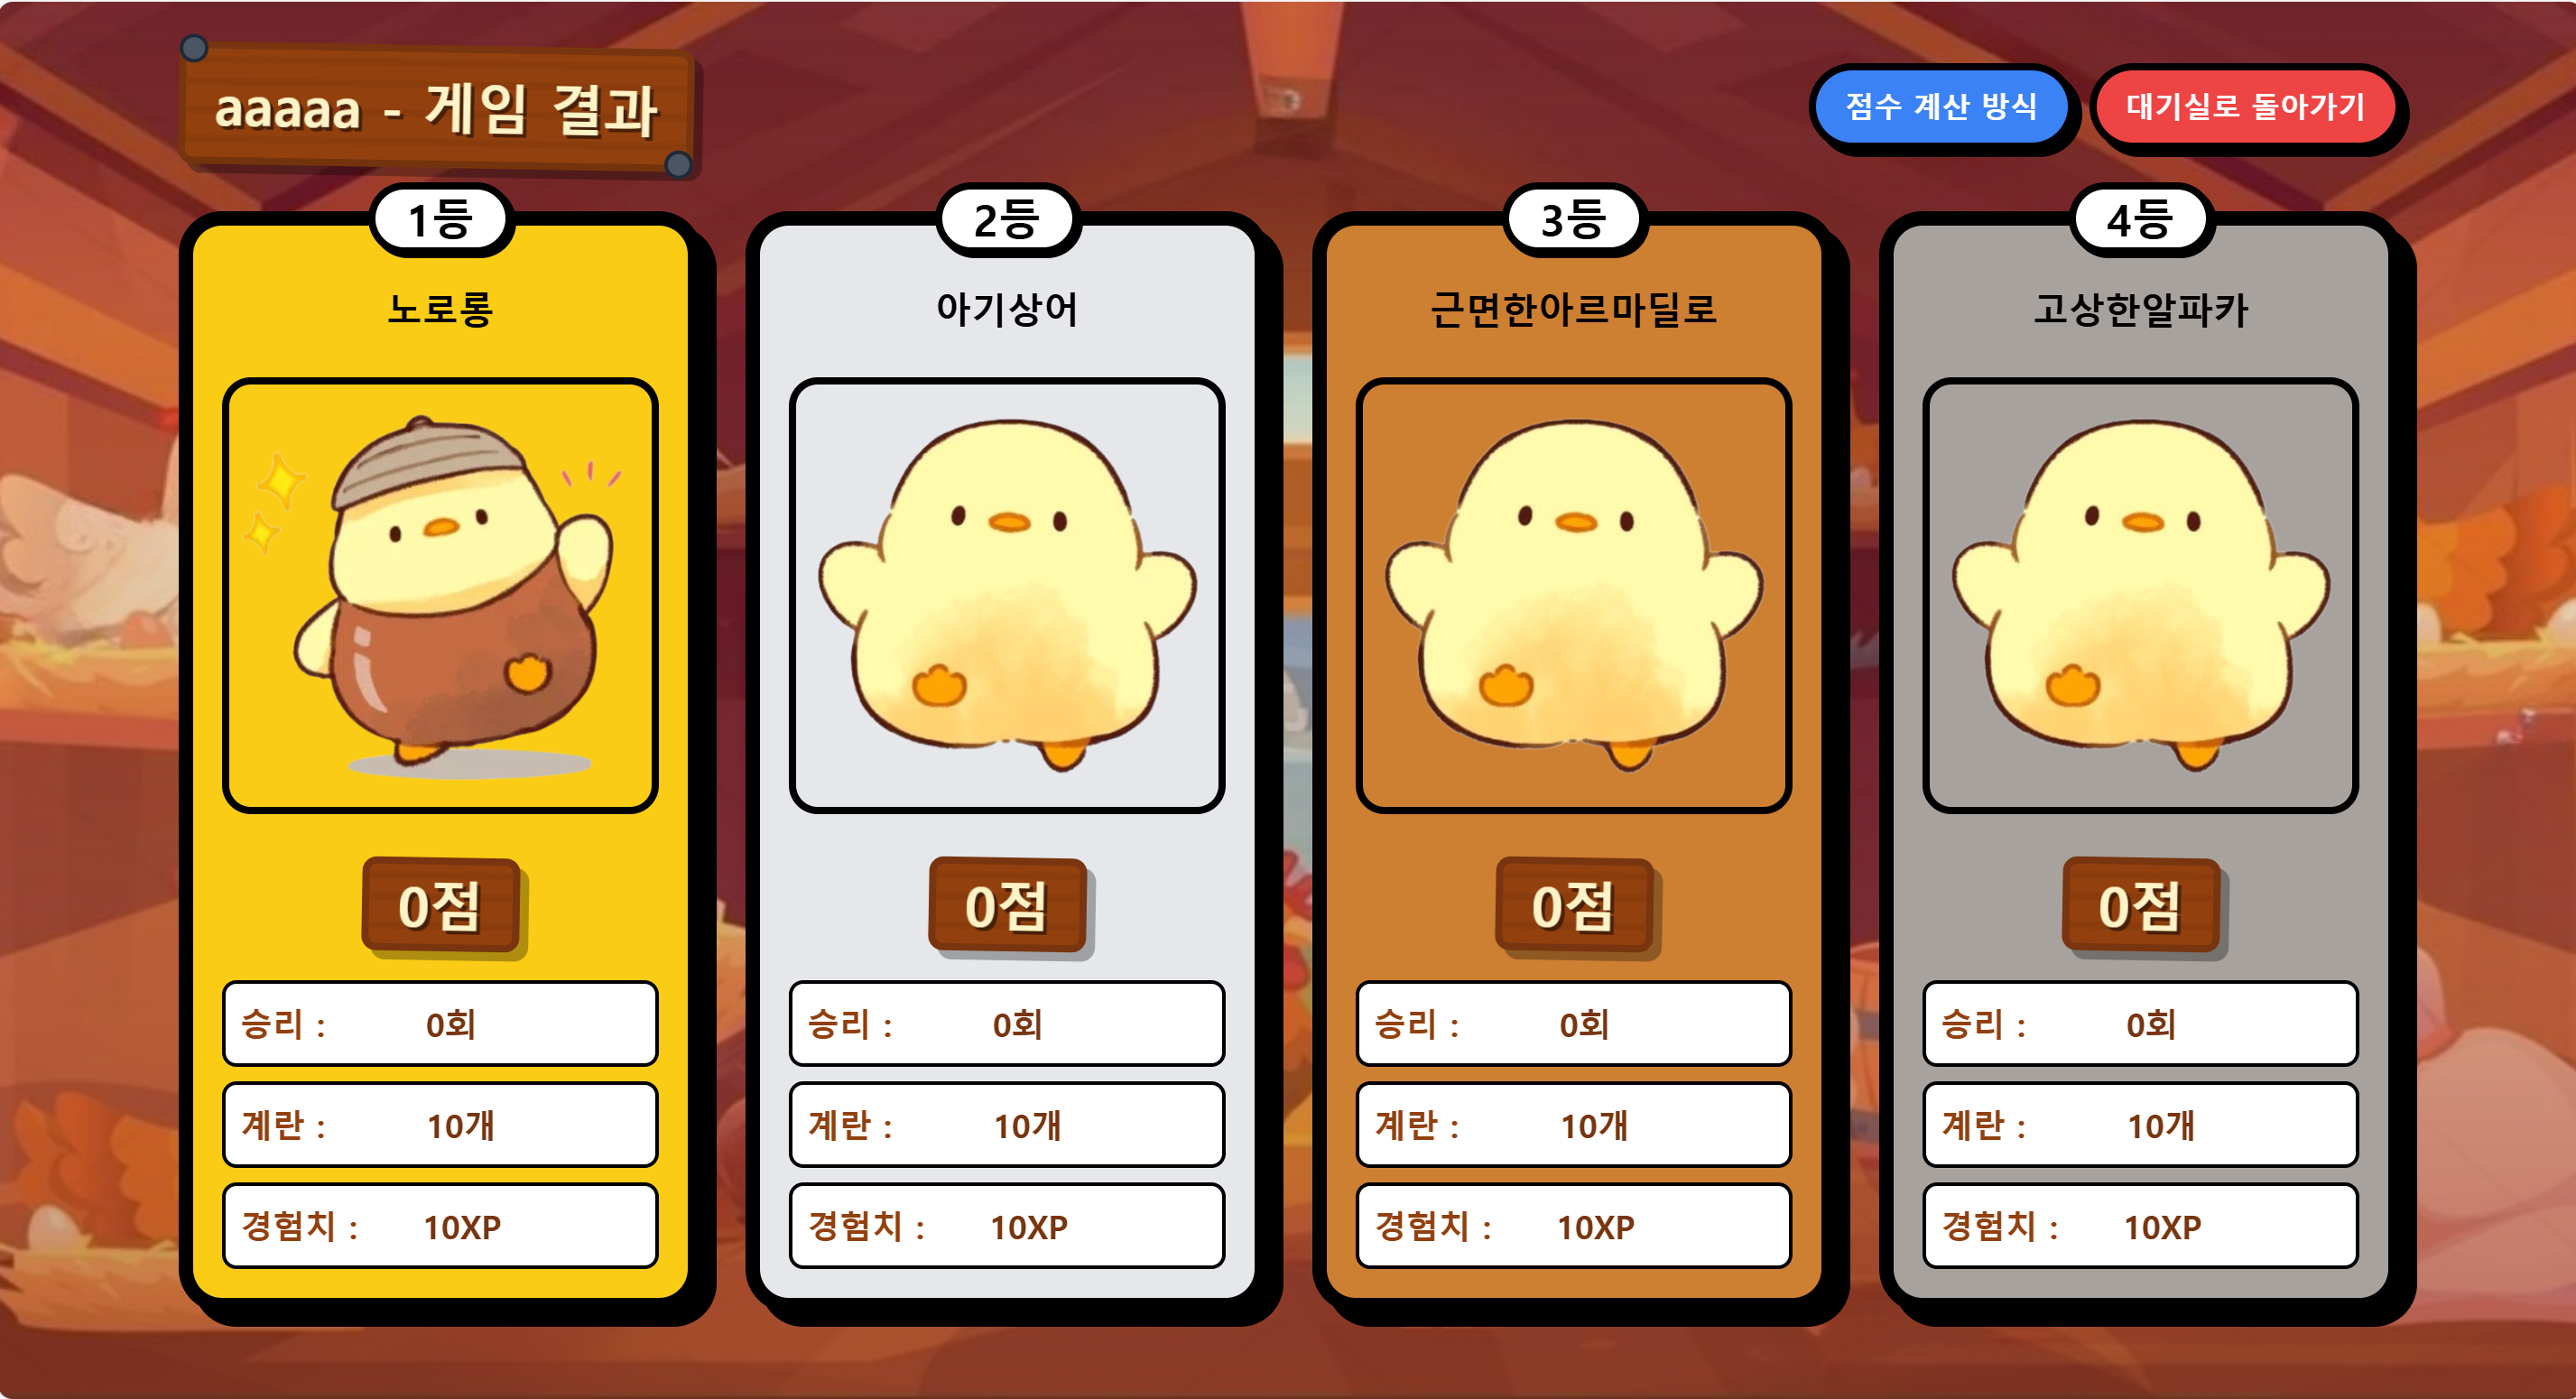 aaaaa - 게임 결과
점수 계산 방식
대기실로 돌아가기
1등
노로롱
0점
승리 : 0회
계란 : 10개
경험치 : 10XP
2등
아기상어
0점
승리 : 0회
계란 : 10개
경험치 : 10XP
3등
근면한아르마딜로
0점
승리 : 0회
계란 : 10개
경험치 : 10XP
4등
고상한알파카
0점
승리 : 0회
계란 : 10개
경험치 : 10XP